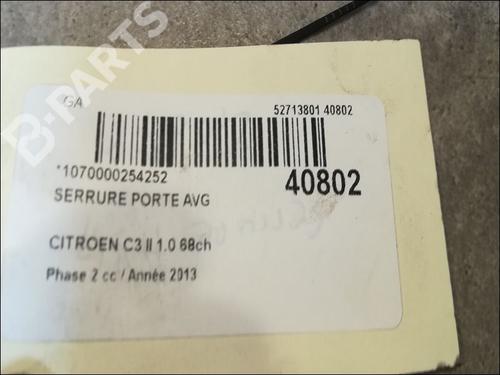 GA
52713801 40802
*1070000254252
40802
SERRURE PORTE AVG
CITROEN C3 II 1.0 68ch
Phase 2 cc / Année 2013
B-PARTS